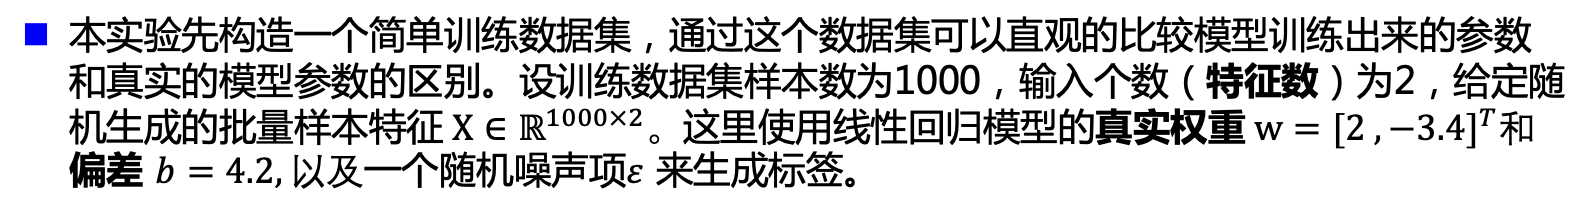 本实验先构造一个简单训练数据集，通过这个数据集可以直观的比较模型训练出来的参数
和真实的模型参数的区别。设训练数据集样本数为1000，输入个数（特征数）为2，给定随
机生成的批量样本特征 X ∈ ℝ^{1000×2}。这里使用线性回归模型的真实权重 w = [2 ,−3.4]^T 和
偏差 b = 4.2, 以及一个随机噪声项ε 来生成标签。